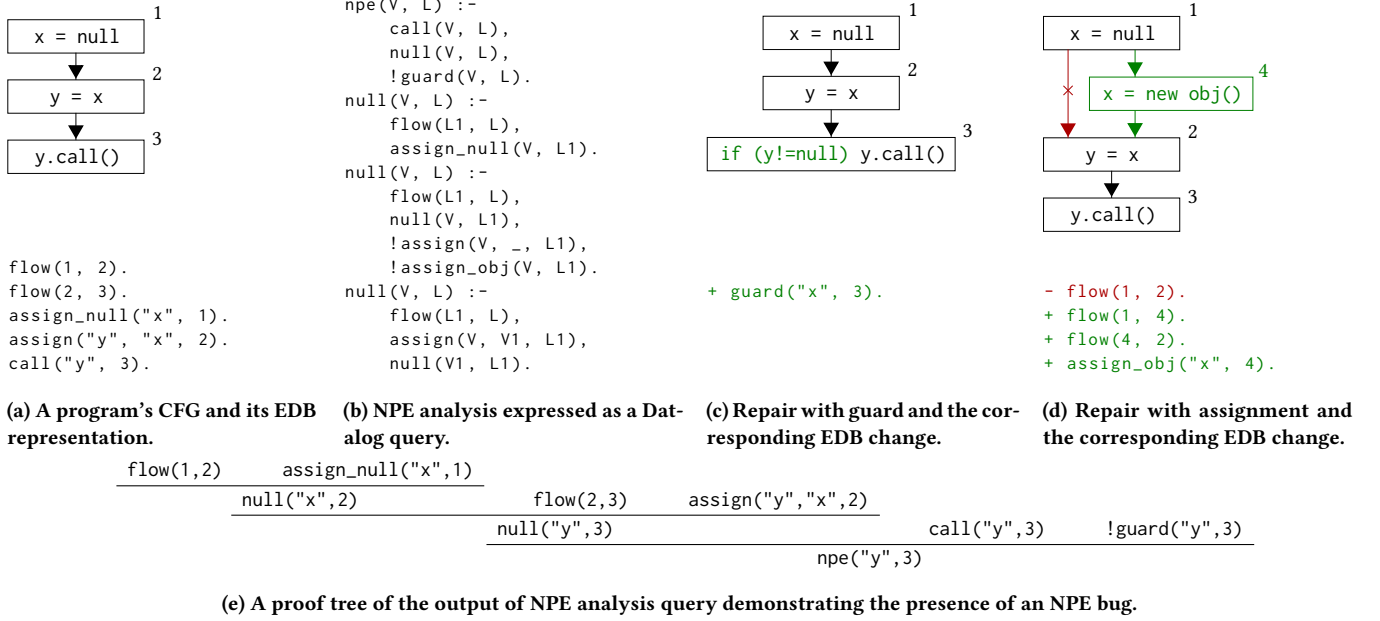 1
x = null
2
y = x
3
y.call()
flow(1, 2).
flow(2, 3).
assign_null("x", 1).
assign("y", "x", 2).
call("y", 3).
(a) A program's CFG and its EDB
representation.
npe(V, L) :-
call(V, L),
null(V, L),
!guard(V, L).
null(V, L) :-
flow(L1, L),
assign_null(V, L1).
null(V, L) :-
flow(L1, L),
null(V, L1),
!assign(V, _, L1),
!assign_obj(V, L1).
null(V, L) :-
flow(L1, L),
assign(V, V1, L1),
null(V1, L1).
(b) NPE analysis expressed as a Dat-
alog query.
1
x = null
2
y = x
3
if (y!=null) y.call()
+ guard("x", 3).
(c) Repair with guard and the cor-
responding EDB change.
1
x = null
4
x = new obj()
2
y = x
3
y.call()
- flow(1, 2).
+ flow(1, 4).
+ flow(4, 2).
+ assign_obj("x", 4).
(d) Repair with assignment and
the corresponding EDB change.
flow(1,2) assign_null("x",1)
null("x",2) flow(2,3) assign("y","x",2)
null("y",3) call("y",3) !guard("y",3)
npe("y",3)
(e) A proof tree of the output of NPE analysis query demonstrating the presence of an NPE bug.